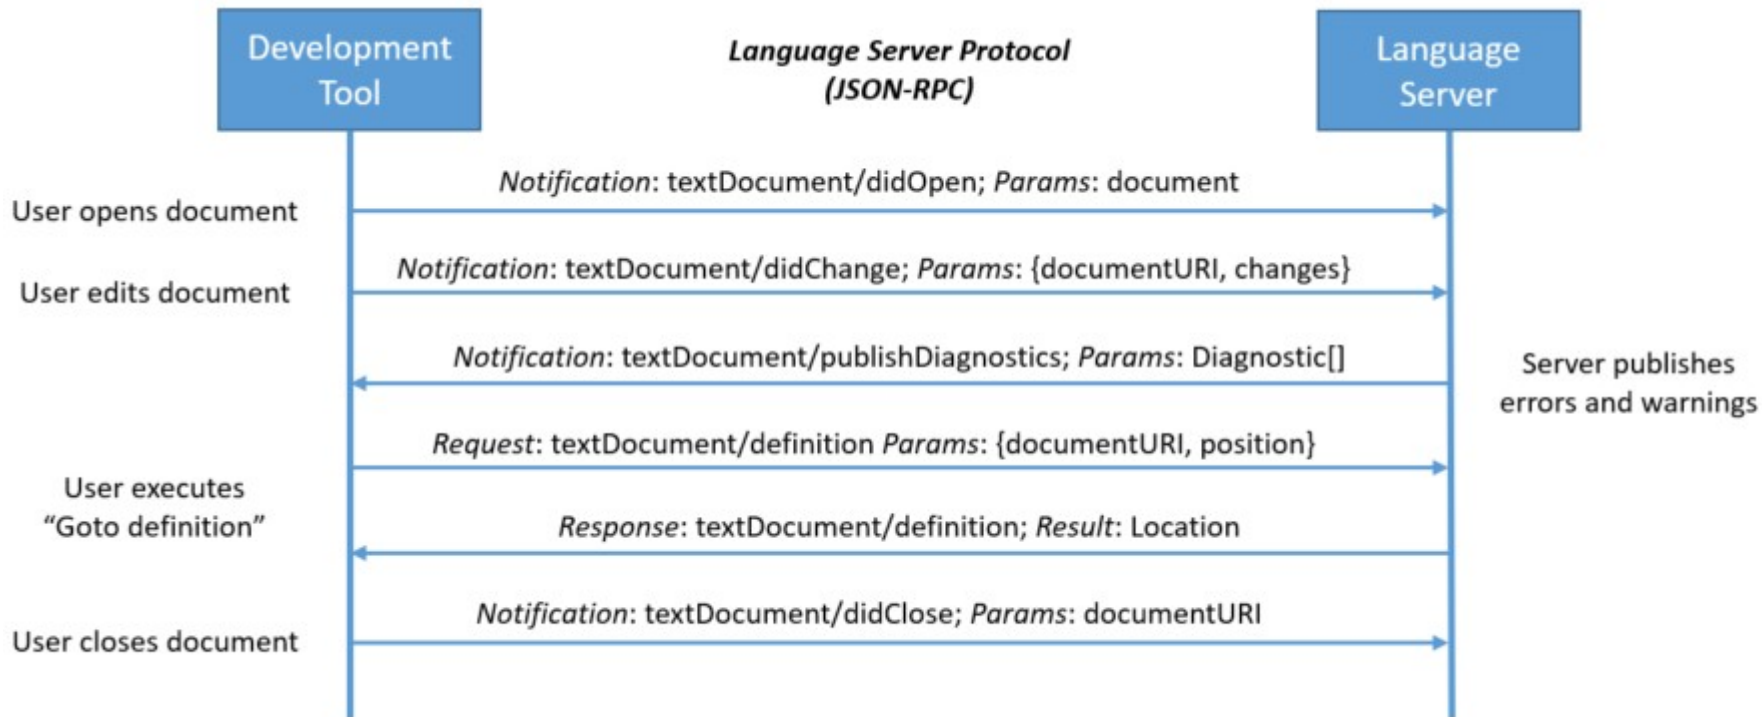 Development
Tool
Language Server Protocol
(JSON-RPC)
Language
Server
Notification: textDocument/didOpen; Params: document
User opens document
Notification: textDocument/didChange; Params: {documentURI, changes}
User edits document
Notification: textDocument/publishDiagnostics; Params: Diagnostic[]
Server publishes
errors and warnings
Request: textDocument/definition Params: {documentURI, position}
User executes
“Goto definition”
Response: textDocument/definition; Result: Location
Notification: textDocument/didClose; Params: documentURI
User closes document